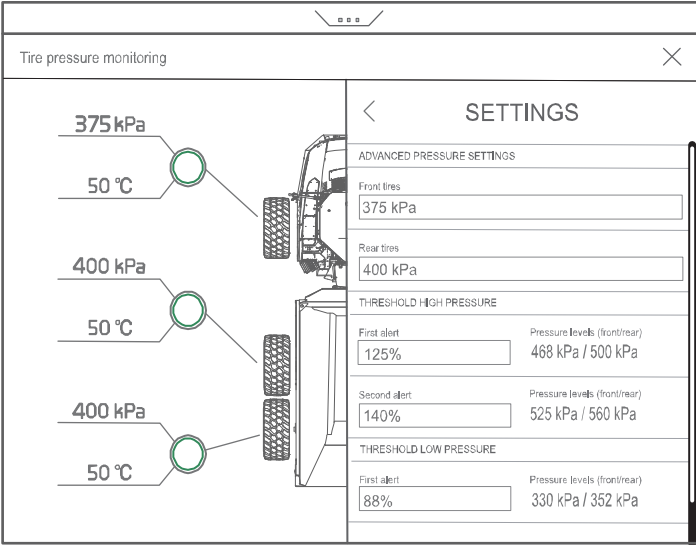 Tire pressure monitoring
375 kPa
50 °C
400 kPa
50 °C
400 kPa
50 °C
SETTINGS
ADVANCED PRESSURE SETTINGS
Front tires
375 kPa
Rear tires
400 kPa
THRESHOLD HIGH PRESSURE
First alert
Pressure levels (front/rear)
125%
468 kPa / 500 kPa
Second alert
Pressure levels (front/rear)
140%
525 kPa / 560 kPa
THRESHOLD LOW PRESSURE
First alert
Pressure levels (front/rear)
88%
330 kPa / 352 kPa